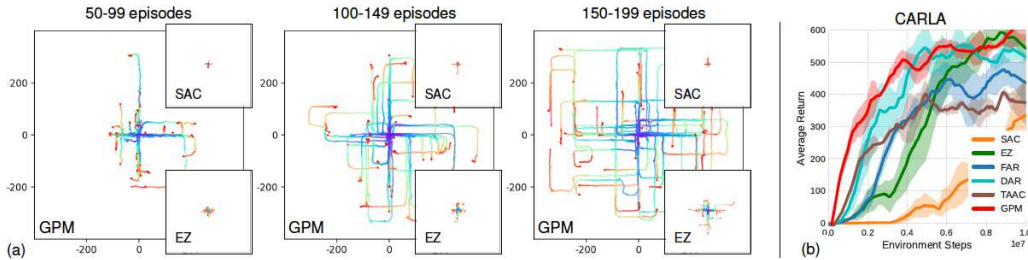 50-99 episodes
200
0
-200
-200
0
SAC
EZ
GPM
(a)
100-149 episodes
200
0
-200
-200
0
SAC
EZ
GPM
150-199 episodes
200
0
-200
-200
0
SAC
EZ
GPM
CARLA
600
500
400
300
200
100
0
Average Return
SAC
EZ
FAR
DAR
TAAC
GPM
0.0 0.2 0.4 0.6 0.8 1.0
Environment Steps 1e7
(b)